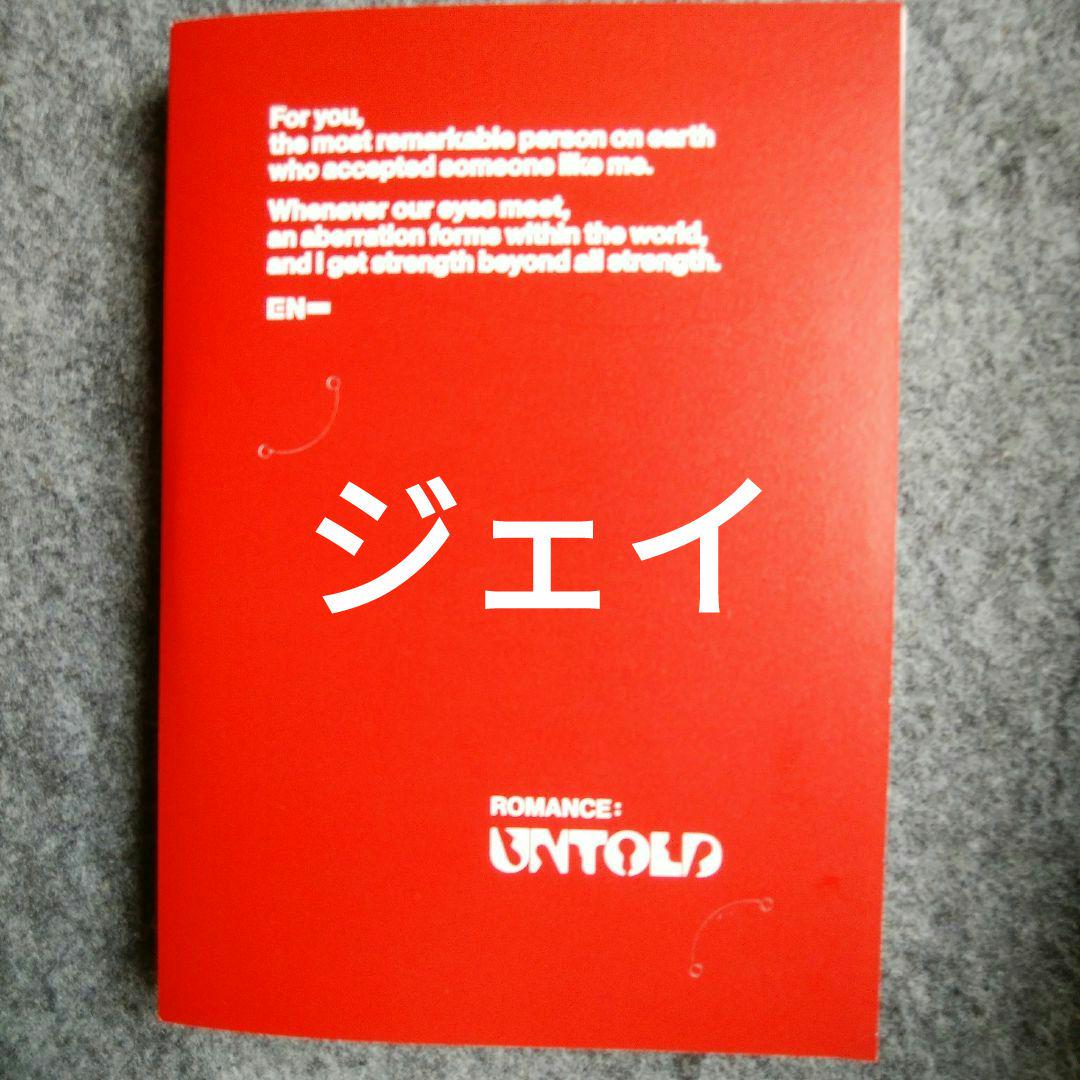 For you,
the most remarkable person on earth
who accepted someone like me.
Whenever our eyes meet,
an aberration forms within the world,
and I get strength beyond all strength.
EN-
ジェイ
ROMANCE:
UNTOLD